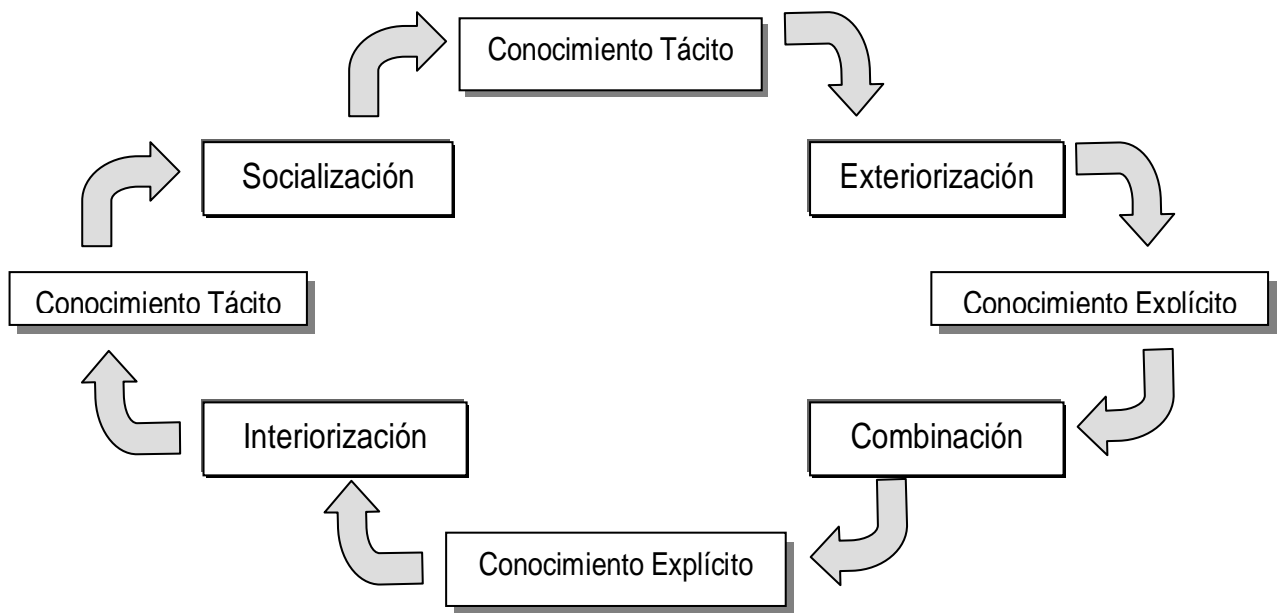 Conocimiento Tácito
Socialización
Exteriorización
Conocimiento Tácito
Conocimiento Explícito
Interiorización
Combinación
Conocimiento Explícito